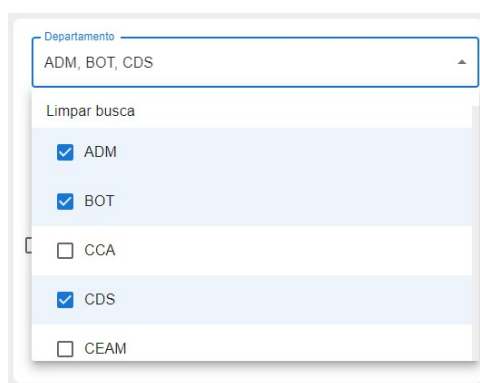 Departamento
ADM, BOT, CDS
Limpar busca
ADM
BOT
CCA
CDS
CEAM